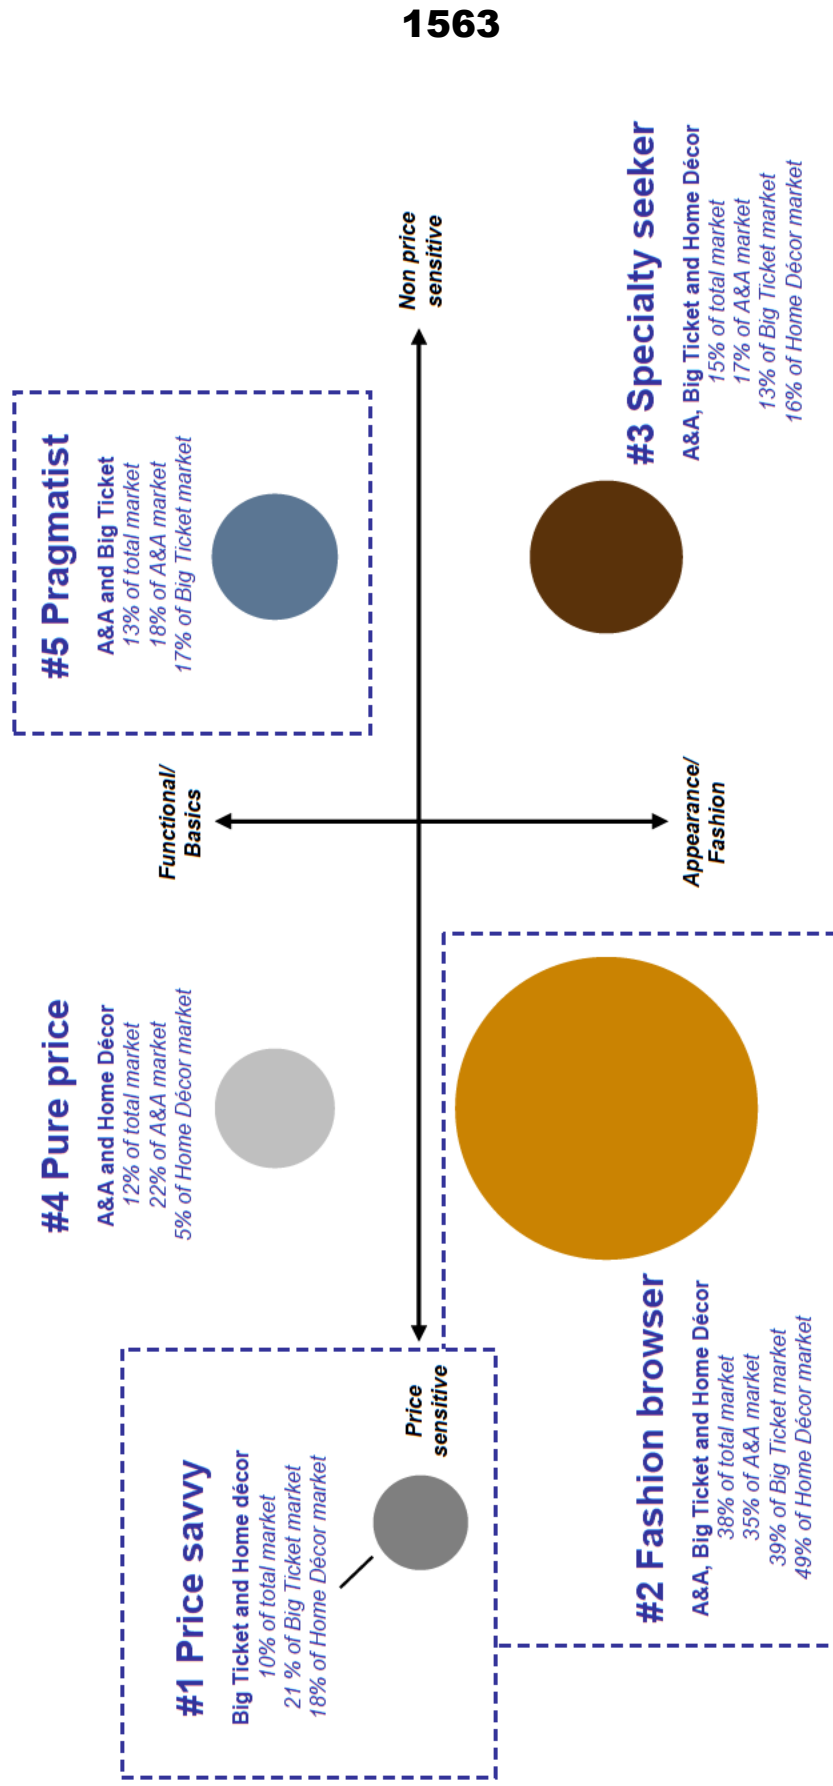 1563
#1 Price savvy
Big Ticket and Home décor
10% of total market
21 % of Big Ticket market
18% of Home Décor market
#4 Pure price
A&A and Home Décor
12% of total market
22% of A&A market
5% of Home Décor market
#5 Pragmatist
A&A and Big Ticket
13% of total market
18% of A&A market
17% of Big Ticket market
Functional/
Basics
Price
sensitive
Non price
sensitive
Appearance/
Fashion
#2 Fashion browser
A&A, Big Ticket and Home Décor
38% of total market
35% of A&A market
39% of Big Ticket market
49% of Home Décor market
#3 Specialty seeker
A&A, Big Ticket and Home Décor
15% of total market
17% of A&A market
13% of Big Ticket market
16% of Home Décor market